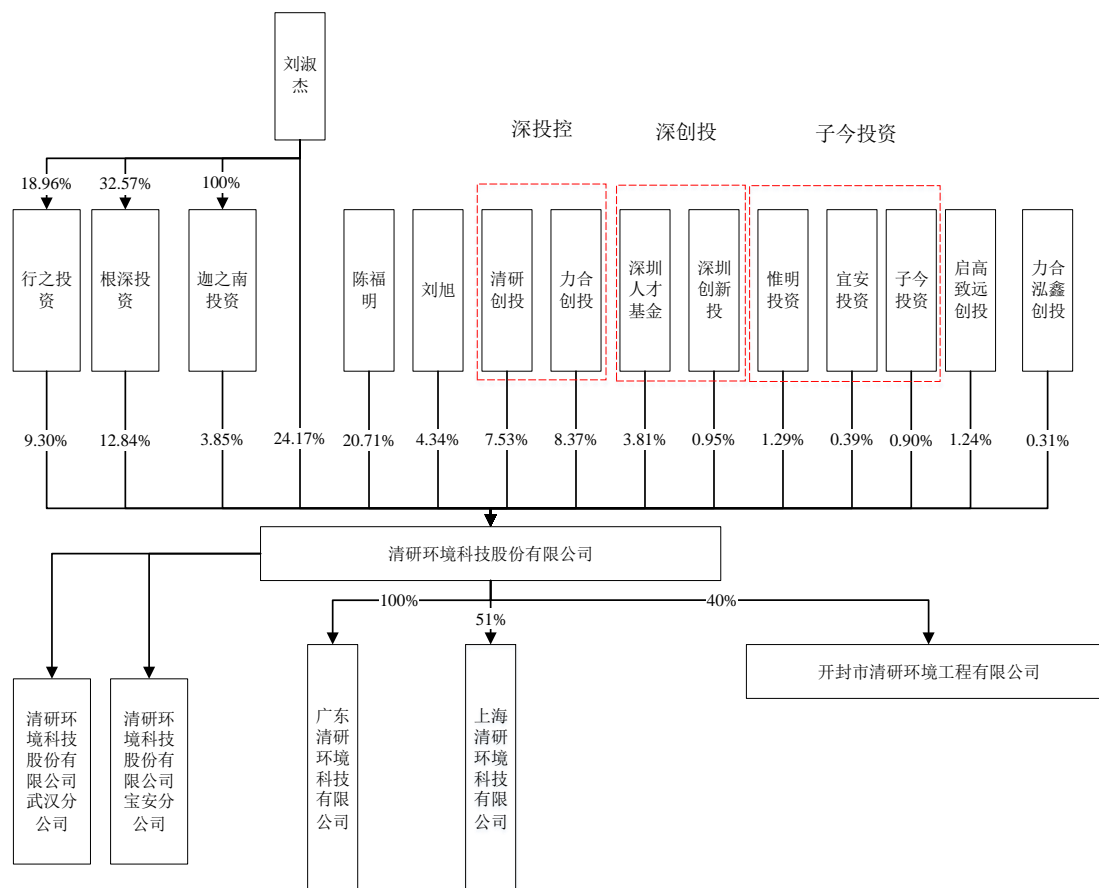 刘淑
杰
深投控
深创投
子今投资
18.96%
32.57%
100%
行之投
资
根深投
资
迦之南
投资
陈福
明
刘旭
清研
创投
力合
创投
深圳
人才
基金
深圳
创新
投
惟明
投资
宜安
投资
子今
投资
启高
致远
创投
力合
泓鑫
创投
9.30%
12.84%
3.85%
24.17%
20.71%
4.34%
7.53%
8.37%
3.81%
0.95%
1.29%
0.39%
0.90%
1.24%
0.31%
清研环境科技股份有限公司
100%
51%
40%
清研环
境科技
股份有
限公司
武汉分
公司
清研环
境科技
股份有
限公司
宝安分
公司
广东
清研
环境
科技
有限
公司
上海
清研
环境
科技
有限
公司
开封市清研环境工程有限公司